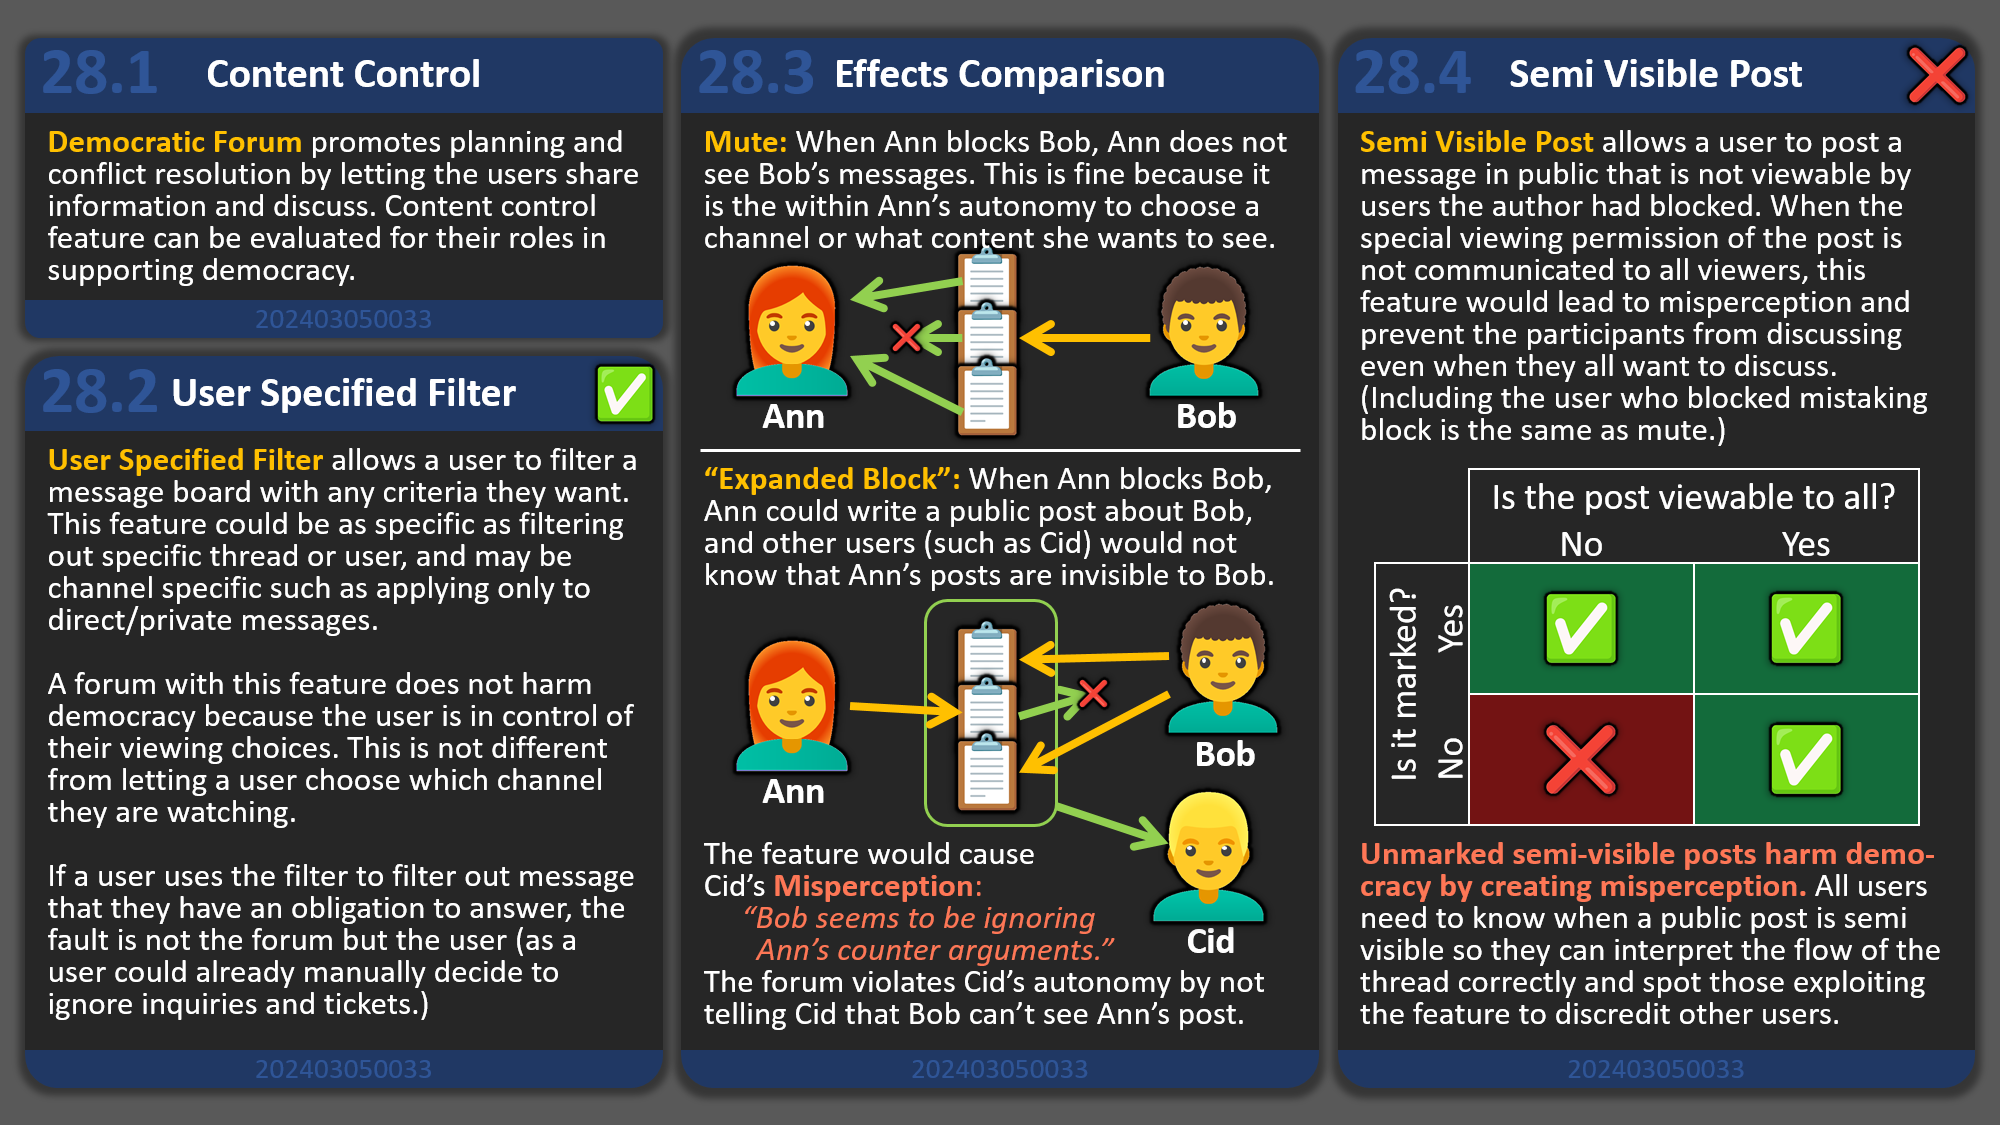 28.1 Content Control
Democratic Forum promotes planning and
conflict resolution by letting the users share
information and discuss. Content control
feature can be evaluated for their roles in
supporting democracy.
202403050033
28.2 User Specified Filter
User Specified Filter allows a user to filter a
message board with any criteria they want.
This feature could be as specific as filtering
out specific thread or user, and may be
channel specific such as applying only to
direct/private messages.
A forum with this feature does not harm
democracy because the user is in control of
their viewing choices. This is not different
from letting a user choose which channel
they are watching.
If a user uses the filter to filter out message
that they have an obligation to answer, the
fault is not the forum but the user (as a
user could already manually decide to
ignore inquiries and tickets.)
202403050033
28.3 Effects Comparison
Mute: When Ann blocks Bob, Ann does not
see Bob’s messages. This is fine because it
is the within Ann’s autonomy to choose a
channel or what content she wants to see.
Ann
Bob
“Expanded Block”: When Ann blocks Bob,
Ann could write a public post about Bob,
and other users (such as Cid) would not
know that Ann’s posts are invisible to Bob.
Ann
Bob
Cid
The feature would cause
Cid’s Misperception:
“Bob seems to be ignoring
Ann’s counter arguments.”
The forum violates Cid’s autonomy by not
telling Cid that Bob can’t see Ann’s post.
202403050033
28.4 Semi Visible Post
Semi Visible Post allows a user to post a
message in public that is not viewable by
users the author had blocked. When the
special viewing permission of the post is
not communicated to all viewers, this
feature would lead to misperception and
prevent the participants from discussing
even when they all want to discuss.
(Including the user who blocked mistaking
block is the same as mute.)
Is the post viewable to all?
No Yes
Is it marked?
Yes
No
Unmarked semi-visible posts harm demo-
cracy by creating misperception. All users
need to know when a public post is semi
visible so they can interpret the flow of the
thread correctly and spot those exploiting
the feature to discredit other users.
202403050033